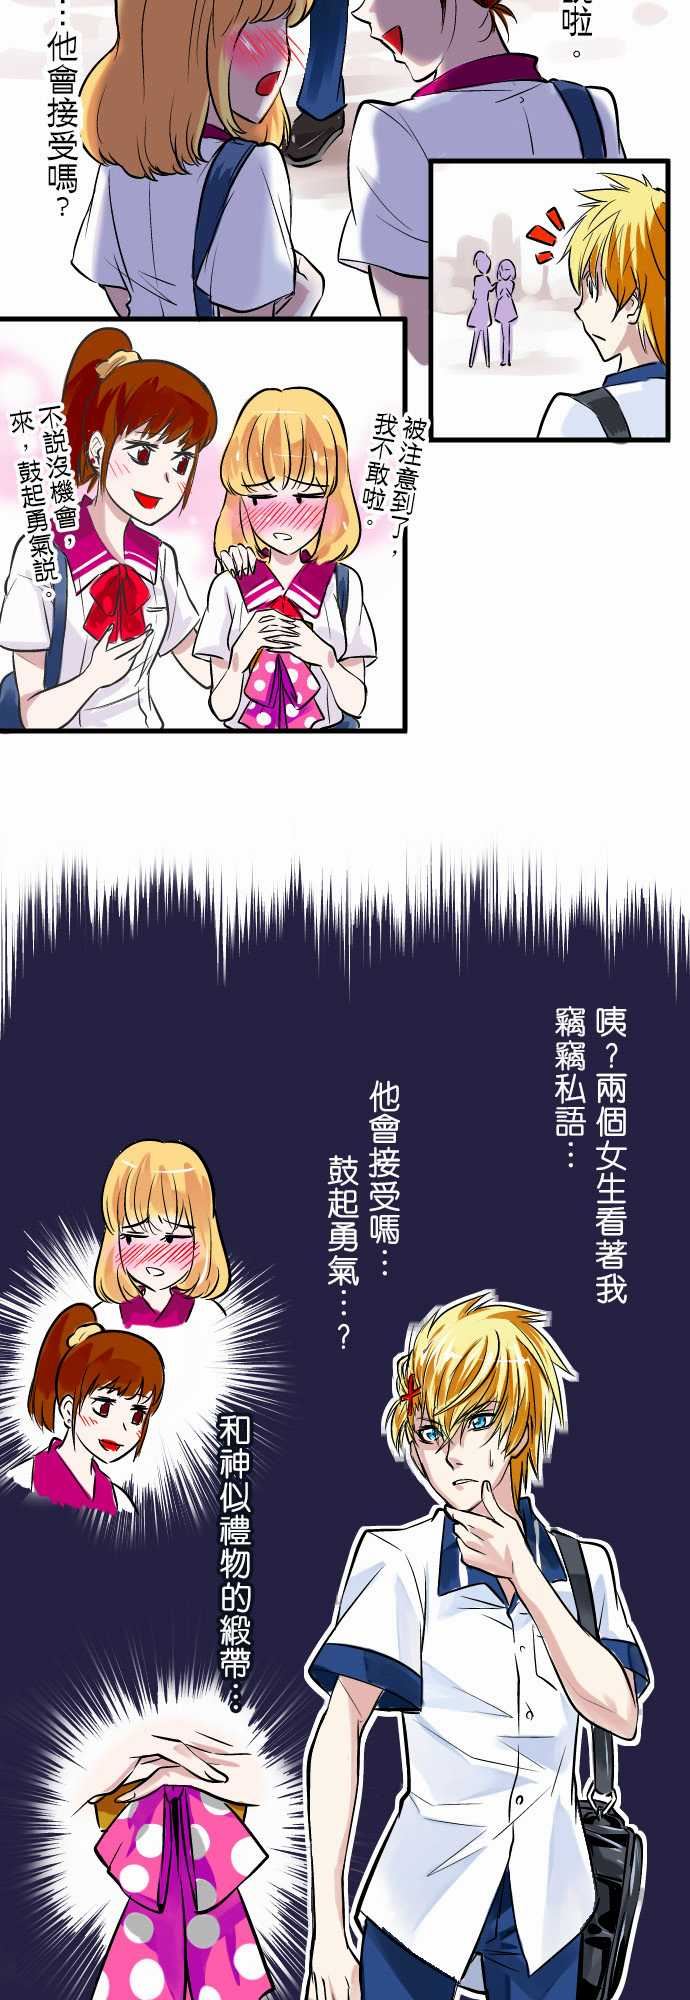 說啦。
…他會接受嗎？
被注意到了，
我不敢啦。
不說沒機會，
來，鼓起勇氣說。
咦？兩個女生看著我
竊竊私語…
他會接受嗎…
鼓起勇氣…？
和神似禮物的緞帶…